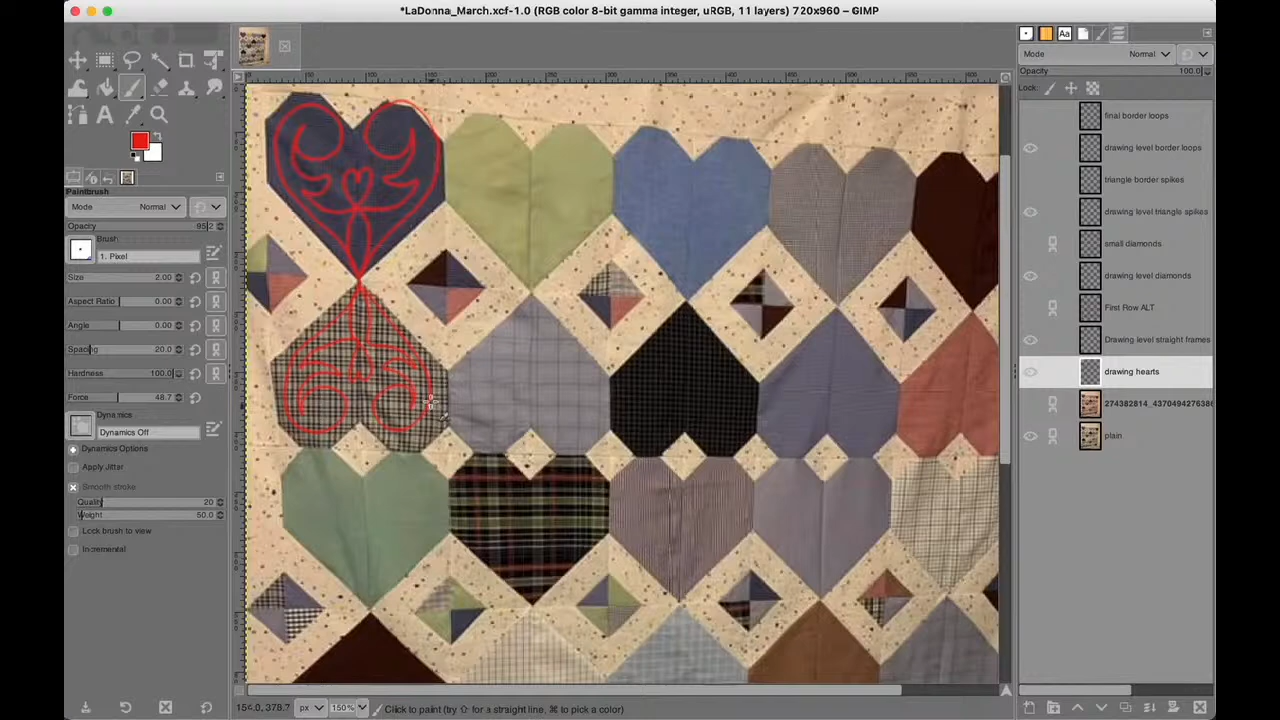 *LaDonna_March.xcf-1.0 (RGB color 8-bit gamma integer, uRGB, 11 layers) 720x960 – GIMP
Mode Normal
Opacity 100.0
Lock:
final border loops
drawing level border loops
triangle border spikes
drawing level triangle spikes
small diamonds
drawing level diamonds
First Row ALT
Drawing level straight frames
drawing hearts
274382814_4370494276386
plain
Paintbrush
Mode Normal
Opacity 95.2
Brush
1. Pixel
Size 2.00
Aspect Ratio 0.00
Angle 0.00
Spacing 20.0
Hardness 100.0
Force 48.7
Dynamics
Dynamics Off
Dynamics Options
Apply Jitter
Smooth stroke
Quality 20
Weight 50.0
Lock brush to view
Incremental
px 150% Click to paint (try ⇧ for a straight line, ⌘ to pick a color)